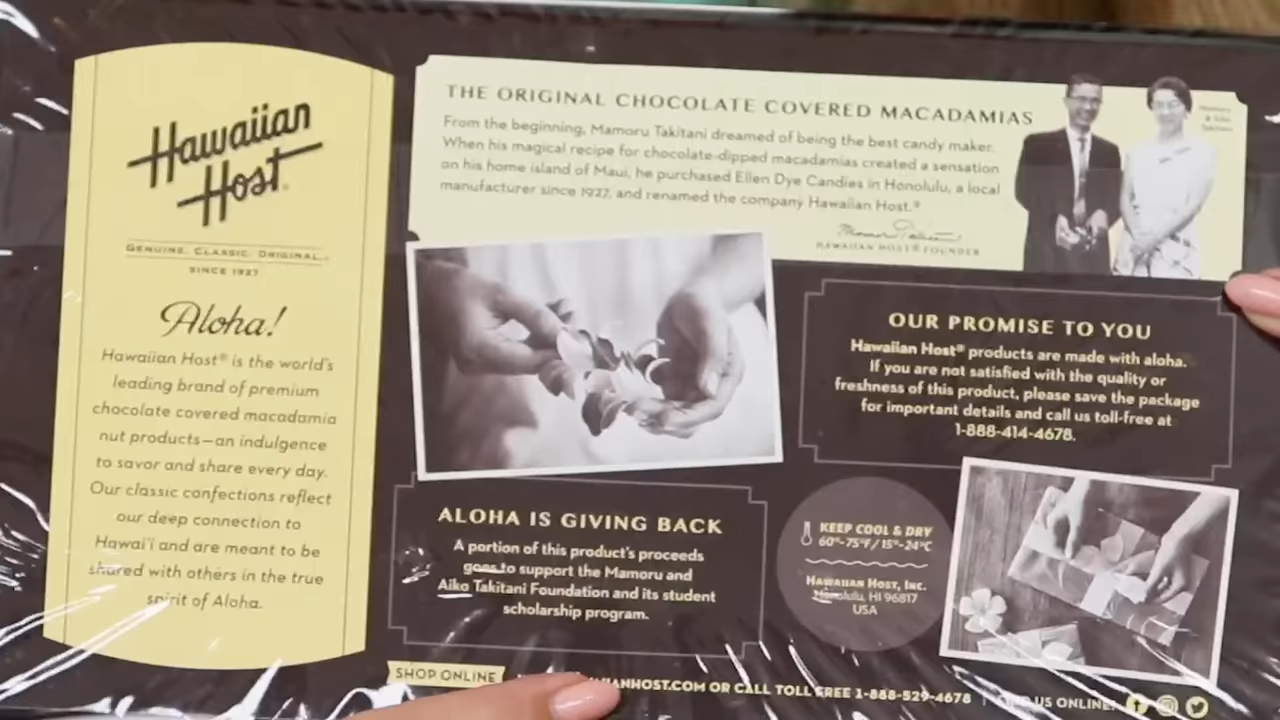 Hawaiian
Host®
GENUINE. CLASSIC. ORIGINAL.™
SINCE 1927
Aloha!
Hawaiian Host® is the world's
leading brand of premium
chocolate covered macadamia
nut products—an indulgence
to savor and share every day.
Our classic confections reflect
our deep connection to
Hawai'i and are meant to be
shared with others in the true
spirit of Aloha.
THE ORIGINAL CHOCOLATE COVERED MACADAMIAS
From the beginning, Mamoru Takitani dreamed of being the best candy maker.
When his magical recipe for chocolate-dipped macadamias created a sensation
on his home island of Maui, he purchased Ellen Dye Candies in Honolulu, a local
manufacturer since 1927, and renamed the company Hawaiian Host.®
Mamoru Takitani
HAWAIIAN HOST® FOUNDER
Mamoru
& Aiko
Takitani
OUR PROMISE TO YOU
Hawaiian Host® products are made with aloha.
If you are not satisfied with the quality or
freshness of this product, please save the package
for important details and call us toll-free at
1-888-414-4678.
ALOHA IS GIVING BACK
A portion of this product's proceeds
goes to support the Mamoru and
Aiko Takitani Foundation and its student
scholarship program.
KEEP COOL & DRY
60°-75°F/15°-24°C
HAWAIIAN HOST, INC.
Honolulu, HI 96817
USA
SHOP ONLINE
IANHOST.COM OR CALL TOLL FREE 1-888-529-4678 | US ONLINE: